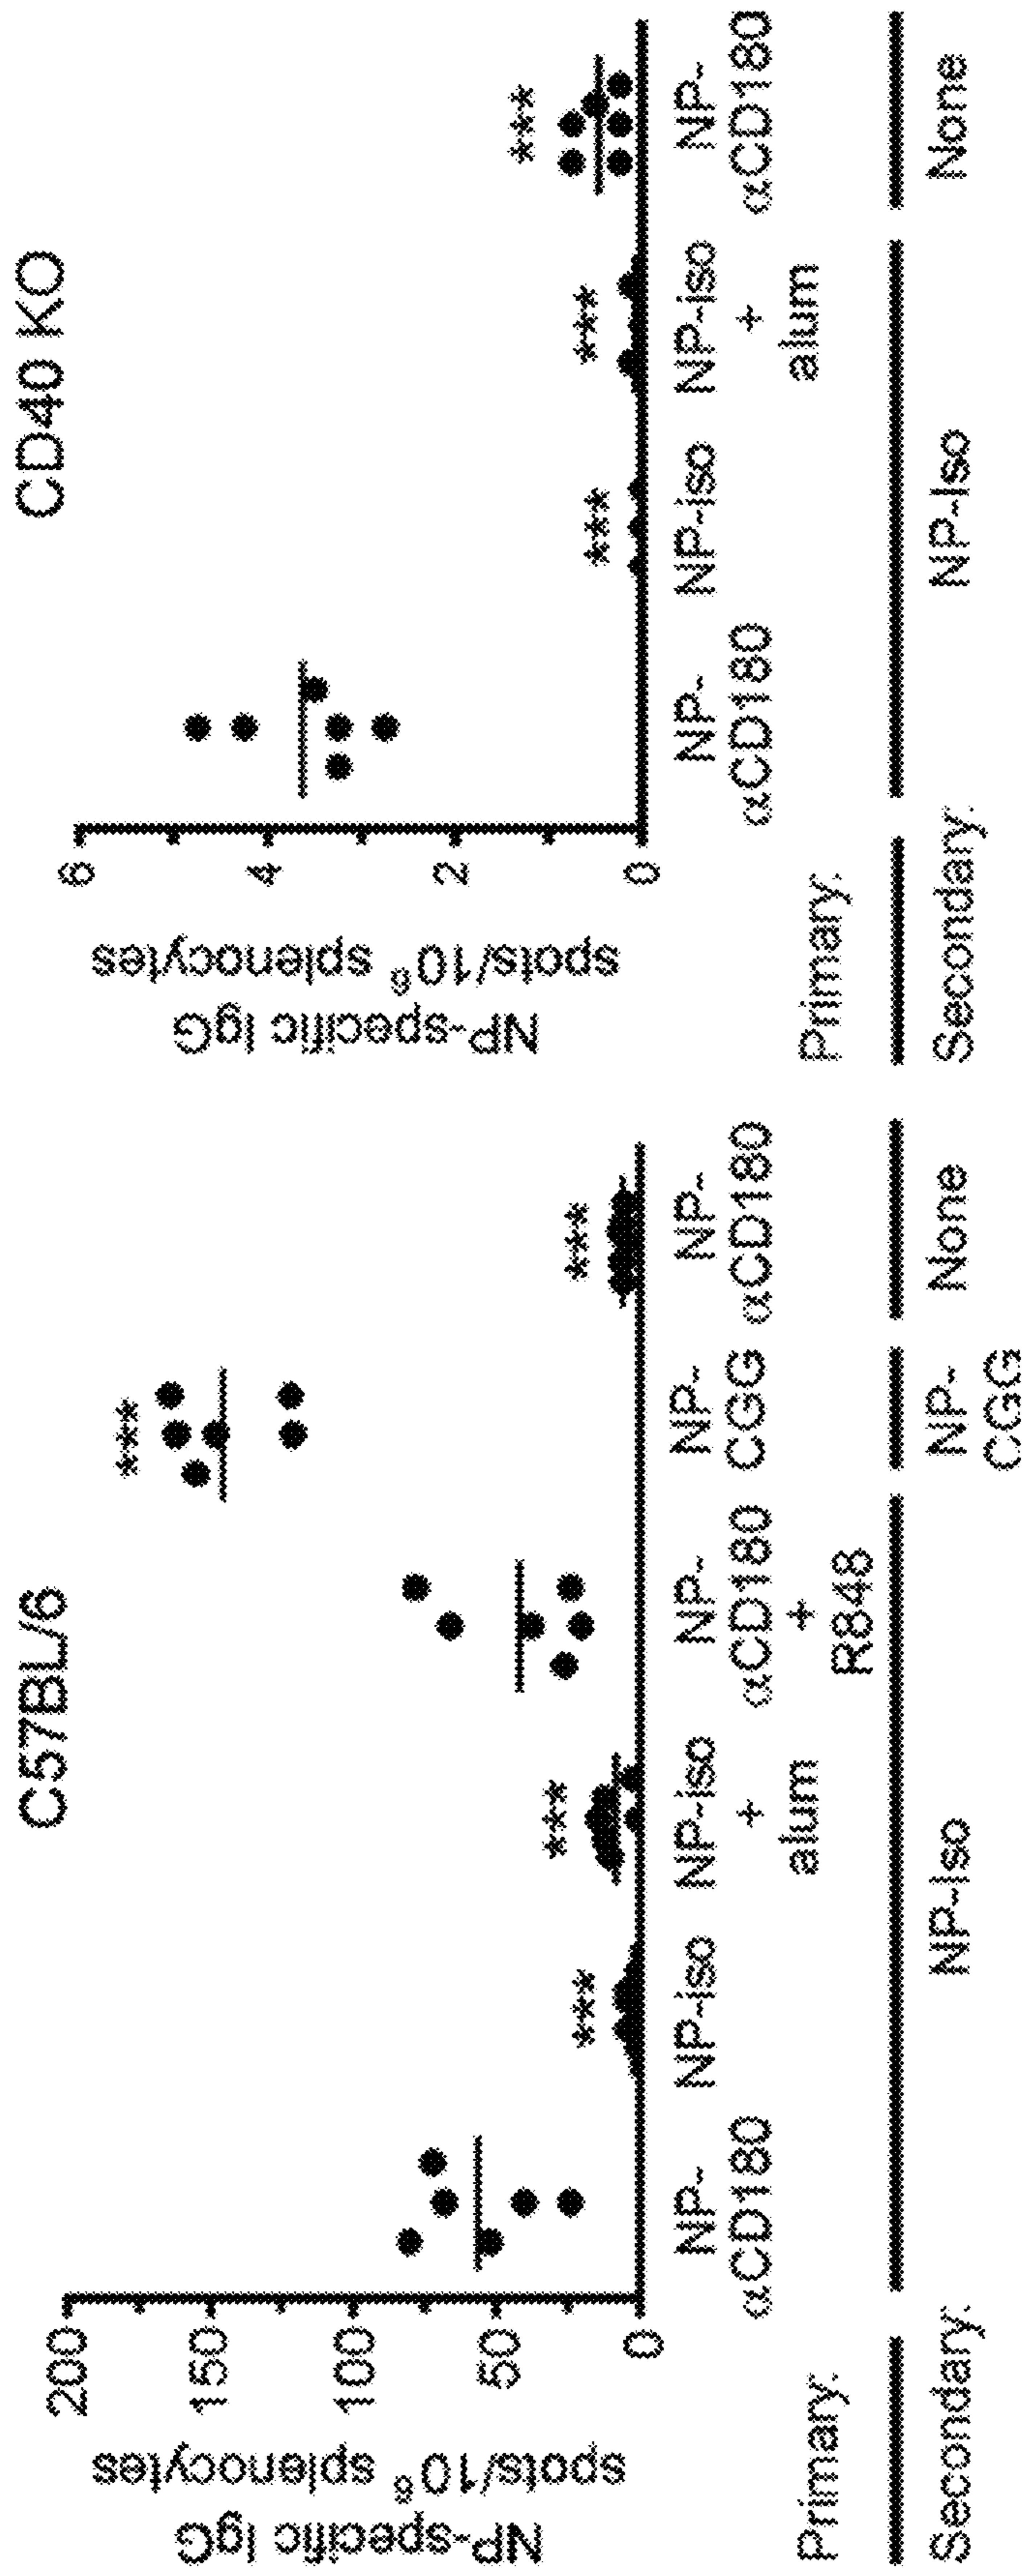 C57BL/6
NP-specific IgG
spots/10⁶ splenocytes
200
150
100
50
0
***
***
***
***
NP-
αCD180
NP-iso
NP-iso
+
alum
NP-
αCD180
+
R848
NP-
CGG
NP-
αCD180
Primary:
Secondary:
NP-Iso
NP-
CGG
None
CD40 KO
NP-specific IgG
spots/10⁶ splenocytes
6
4
2
0
***
***
***
NP-
αCD180
NP-iso
NP-iso
+
alum
NP-
αCD180
Primary:
Secondary:
NP-Iso
None